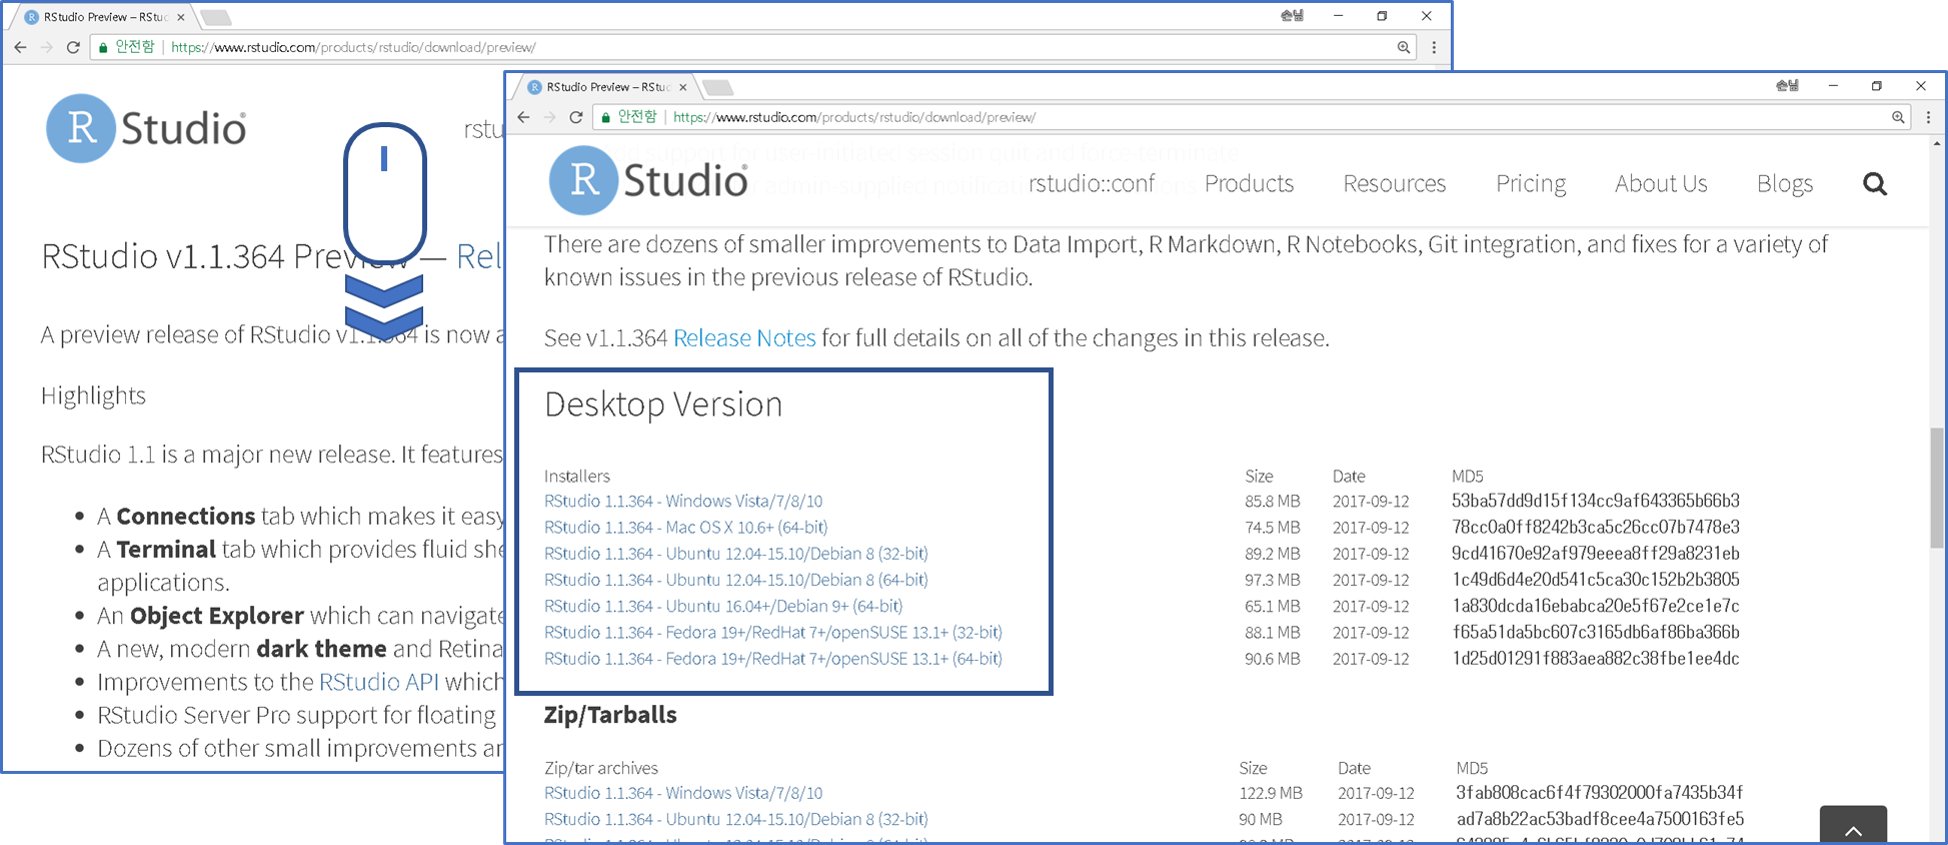 RStudio Preview – RStu
손님
안전함 | https://www.rstudio.com/products/rstudio/download/preview/
R Studio
rstu
RStudio v1.1.364 Preview — Rel
A preview release of RStudio v1.1.364 is now a
Highlights
RStudio 1.1 is a major new release. It features
• A Connections tab which makes it easy
• A Terminal tab which provides fluid she
applications.
• An Object Explorer which can navigate
• A new, modern dark theme and Retina
• Improvements to the RStudio API which
• RStudio Server Pro support for floating
• Dozens of other small improvements an
RStudio Preview – RStu
손님
안전함 | https://www.rstudio.com/products/rstudio/download/preview/
support for user-initiated session quit and force-terminate
admin-supplied
R Studio
rstudio::conf Products Resources Pricing About Us Blogs
There are dozens of smaller improvements to Data Import, R Markdown, R Notebooks, Git integration, and fixes for a variety of
known issues in the previous release of RStudio.
See v1.1.364 Release Notes for full details on all of the changes in this release.
Desktop Version
Installers Size Date MD5
RStudio 1.1.364 - Windows Vista/7/8/10 85.8 MB 2017-09-12 53ba57dd9d15f134cc9af643365b66b3
RStudio 1.1.364 - Mac OS X 10.6+ (64-bit) 74.5 MB 2017-09-12 78cc0a0ff8242b3ca5c26cc07b7478e3
RStudio 1.1.364 - Ubuntu 12.04-15.10/Debian 8 (32-bit) 89.2 MB 2017-09-12 9cd41670e92af979eeea8ff29a8231eb
RStudio 1.1.364 - Ubuntu 12.04-15.10/Debian 8 (64-bit) 97.3 MB 2017-09-12 1c49d6d4e20d541c5ca30c152b2b3805
RStudio 1.1.364 - Ubuntu 16.04+/Debian 9+ (64-bit) 65.1 MB 2017-09-12 1a830dcda16ebabca20e5f67e2ce1e7c
RStudio 1.1.364 - Fedora 19+/RedHat 7+/openSUSE 13.1+ (32-bit) 88.1 MB 2017-09-12 f65a51da5bc607c3165db6af86ba366b
RStudio 1.1.364 - Fedora 19+/RedHat 7+/openSUSE 13.1+ (64-bit) 90.6 MB 2017-09-12 1d25d01291f883aea882c38fbe1ee4dc
Zip/Tarballs
Zip/tar archives Size Date MD5
RStudio 1.1.364 - Windows Vista/7/8/10 122.9 MB 2017-09-12 3fab808cac6f4f79302000fa7435b34f
RStudio 1.1.364 - Ubuntu 12.04-15.10/Debian 8 (32-bit) 90 MB 2017-09-12 ad7a8b22ac53badf8cee4a7500163fe5